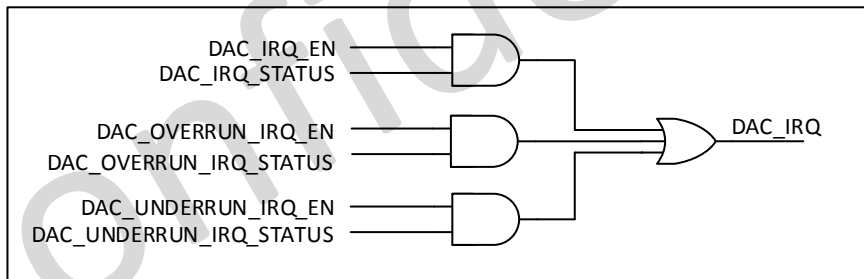 DAC_IRQ_EN
DAC_IRQ_STATUS
DAC_OVERRUN_IRQ_EN
DAC_IRQ
DAC_OVERRUN_IRQ_STATUS
DAC_UNDERRUN_IRQ_EN
DAC_UNDERRUN_IRQ_STATUS